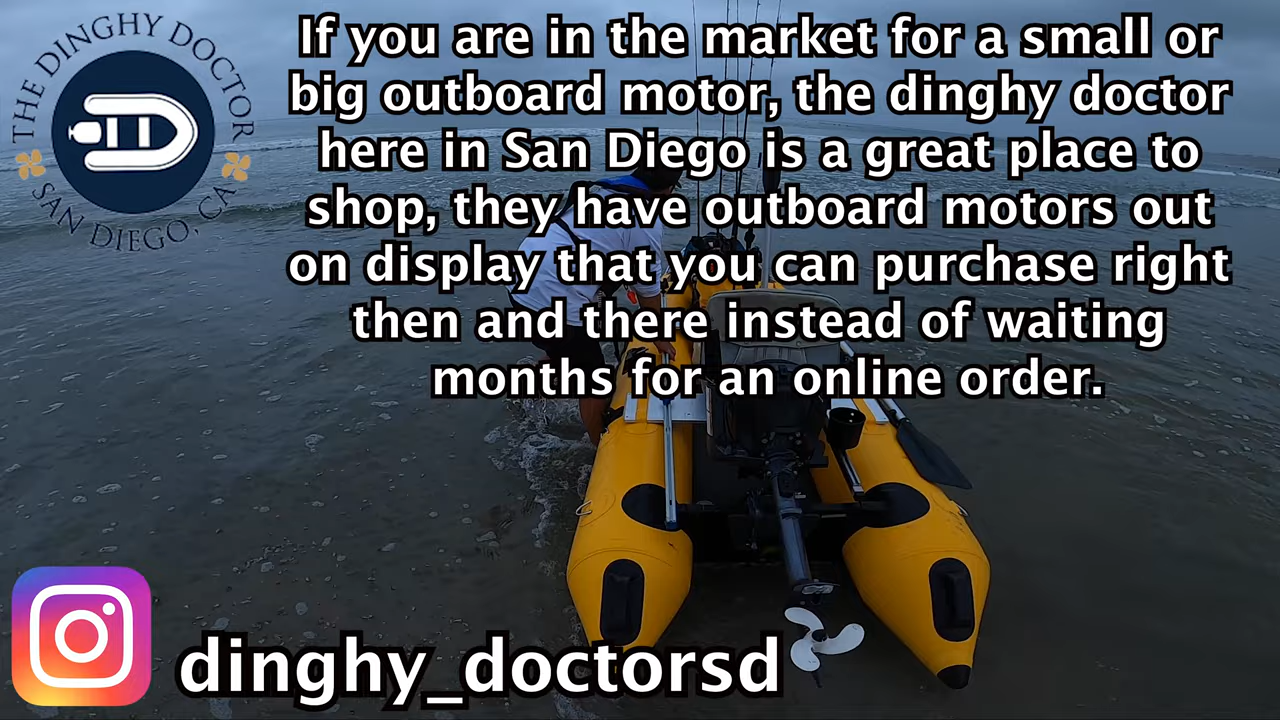 THE DINGHY DOCTOR
SAN DIEGO, CA
If you are in the market for a small or
big outboard motor, the dinghy doctor
here in San Diego is a great place to
shop, they have outboard motors out
on display that you can purchase right
then and there instead of waiting
months for an online order.
dinghy_doctorsd